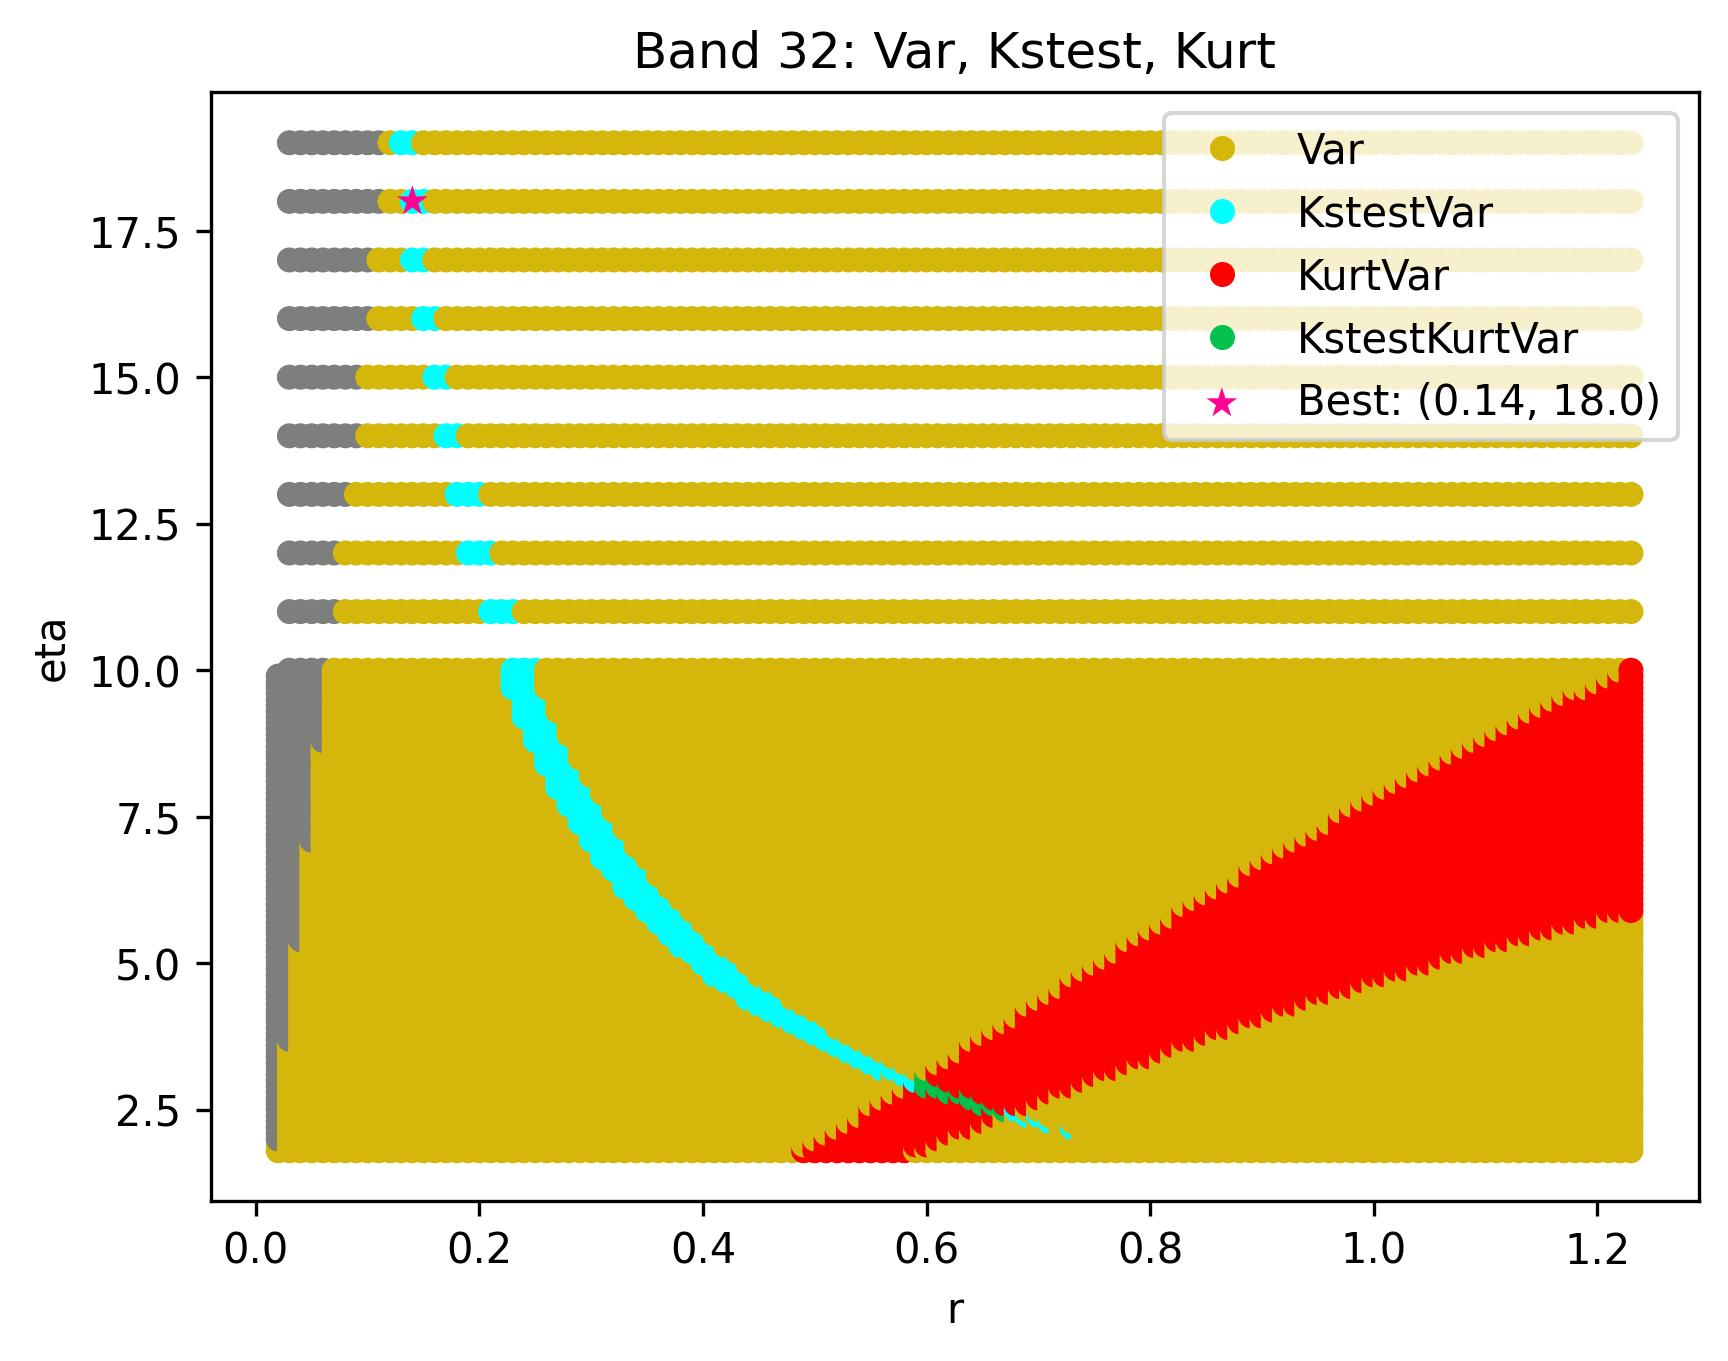 Band 32: Var, Kstest, Kurt
Var
KstestVar
KurtVar
KstestKurtVar
Best: (0.14, 18.0)
eta
17.5
15.0
12.5
10.0
7.5
5.0
2.5
0.0 0.2 0.4 0.6 0.8 1.0 1.2
r